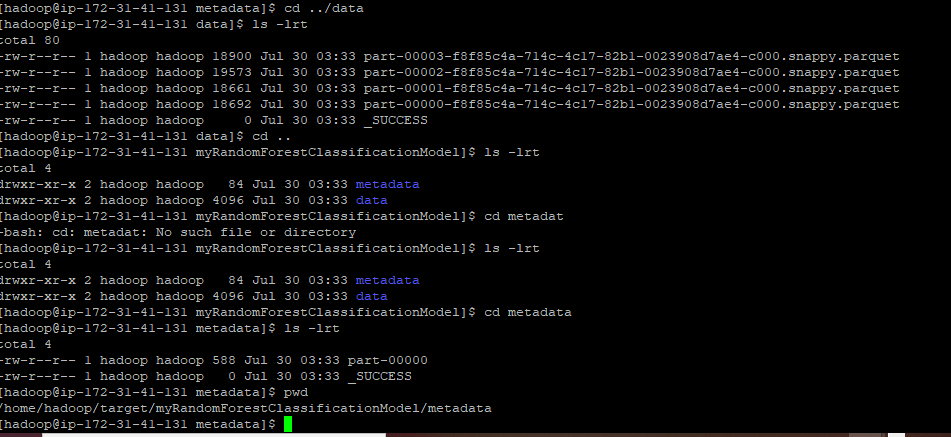 [hadoop@ip-172-31-41-131 metadata]$ cd ../data
[hadoop@ip-172-31-41-131 data]$ ls -lrt
total 80
-rw-r--r-- 1 hadoop hadoop 18900 Jul 30 03:33 part-00003-f8f85c4a-714c-4c17-82b1-0023908d7ae4-c000.snappy.parquet
-rw-r--r-- 1 hadoop hadoop 19573 Jul 30 03:33 part-00002-f8f85c4a-714c-4c17-82b1-0023908d7ae4-c000.snappy.parquet
-rw-r--r-- 1 hadoop hadoop 18661 Jul 30 03:33 part-00001-f8f85c4a-714c-4c17-82b1-0023908d7ae4-c000.snappy.parquet
-rw-r--r-- 1 hadoop hadoop 18692 Jul 30 03:33 part-00000-f8f85c4a-714c-4c17-82b1-0023908d7ae4-c000.snappy.parquet
-rw-r--r-- 1 hadoop hadoop     0 Jul 30 03:33 _SUCCESS
[hadoop@ip-172-31-41-131 data]$ cd ..
[hadoop@ip-172-31-41-131 myRandomForestClassificationModel]$ ls -lrt
total 4
drwxr-xr-x 2 hadoop hadoop   84 Jul 30 03:33 metadata
drwxr-xr-x 2 hadoop hadoop 4096 Jul 30 03:33 data
[hadoop@ip-172-31-41-131 myRandomForestClassificationModel]$ cd metadat
-bash: cd: metadat: No such file or directory
[hadoop@ip-172-31-41-131 myRandomForestClassificationModel]$ ls -lrt
total 4
drwxr-xr-x 2 hadoop hadoop   84 Jul 30 03:33 metadata
drwxr-xr-x 2 hadoop hadoop 4096 Jul 30 03:33 data
[hadoop@ip-172-31-41-131 myRandomForestClassificationModel]$ cd metadata
[hadoop@ip-172-31-41-131 metadata]$ ls -lrt
total 4
-rw-r--r-- 1 hadoop hadoop 588 Jul 30 03:33 part-00000
-rw-r--r-- 1 hadoop hadoop   0 Jul 30 03:33 _SUCCESS
[hadoop@ip-172-31-41-131 metadata]$ pwd
/home/hadoop/target/myRandomForestClassificationModel/metadata
[hadoop@ip-172-31-41-131 metadata]$